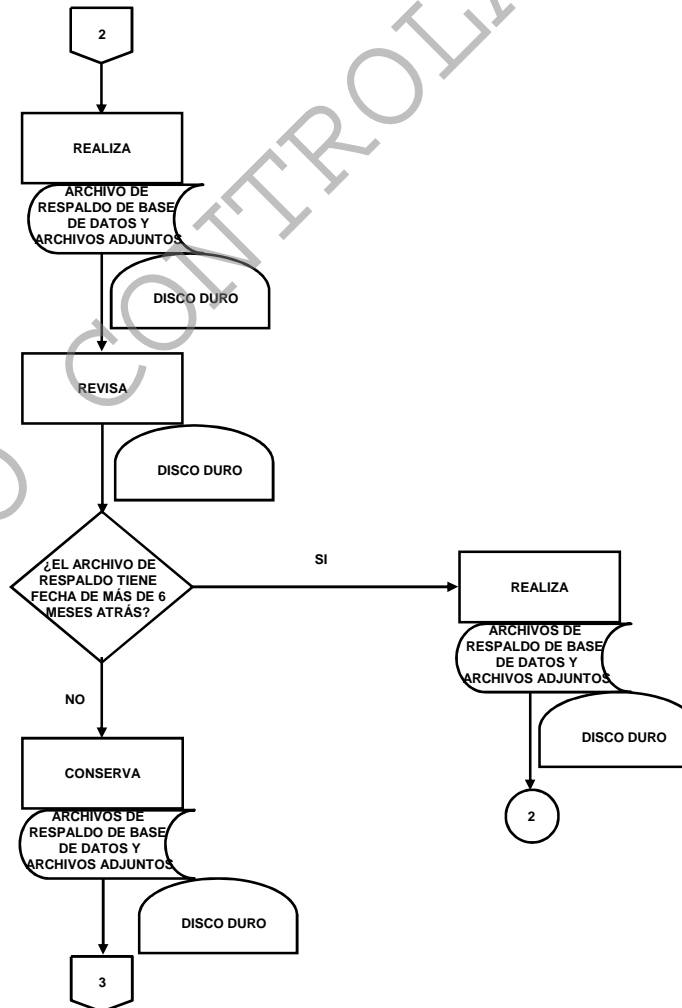 2
REALIZA
ARCHIVO DE
RESPALDO DE BASE
DE DATOS Y
ARCHIVOS ADJUNTOS
DISCO DURO
REVISA
DISCO DURO
¿EL ARCHIVO DE
RESPALDO TIENE
FECHA DE MÁS DE 6
MESES ATRÁS?
SI
REALIZA
ARCHIVOS DE
RESPALDO DE BASE
DE DATOS Y
ARCHIVOS ADJUNTOS
DISCO DURO
2
NO
CONSERVA
ARCHIVOS DE
RESPALDO DE BASE
DE DATOS Y
ARCHIVOS ADJUNTOS
DISCO DURO
3
O CONTROLA